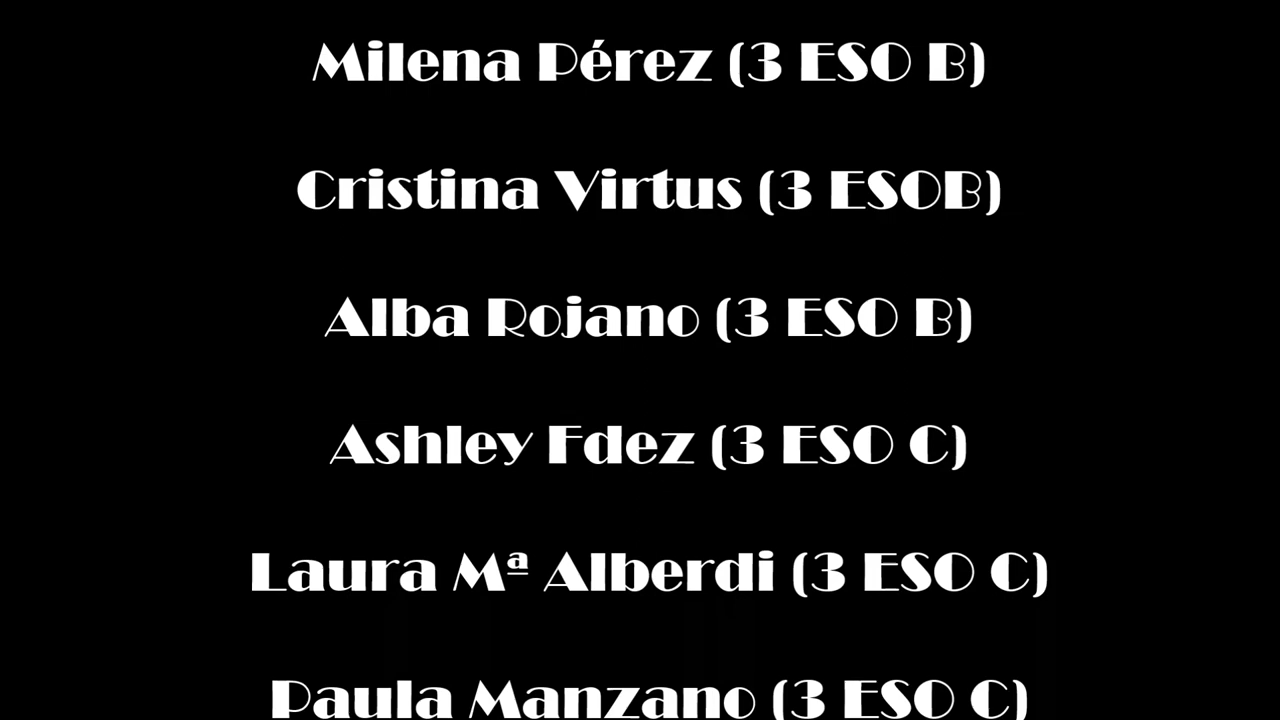 Milena Pérez (3 ESO B)
Cristina Virtus (3 ESOB)
Alba Rojano (3 ESO B)
Ashley Fdez (3 ESO C)
Laura Mª Alberdi (3 ESO C)
Paula Manzano (3 ESO C)